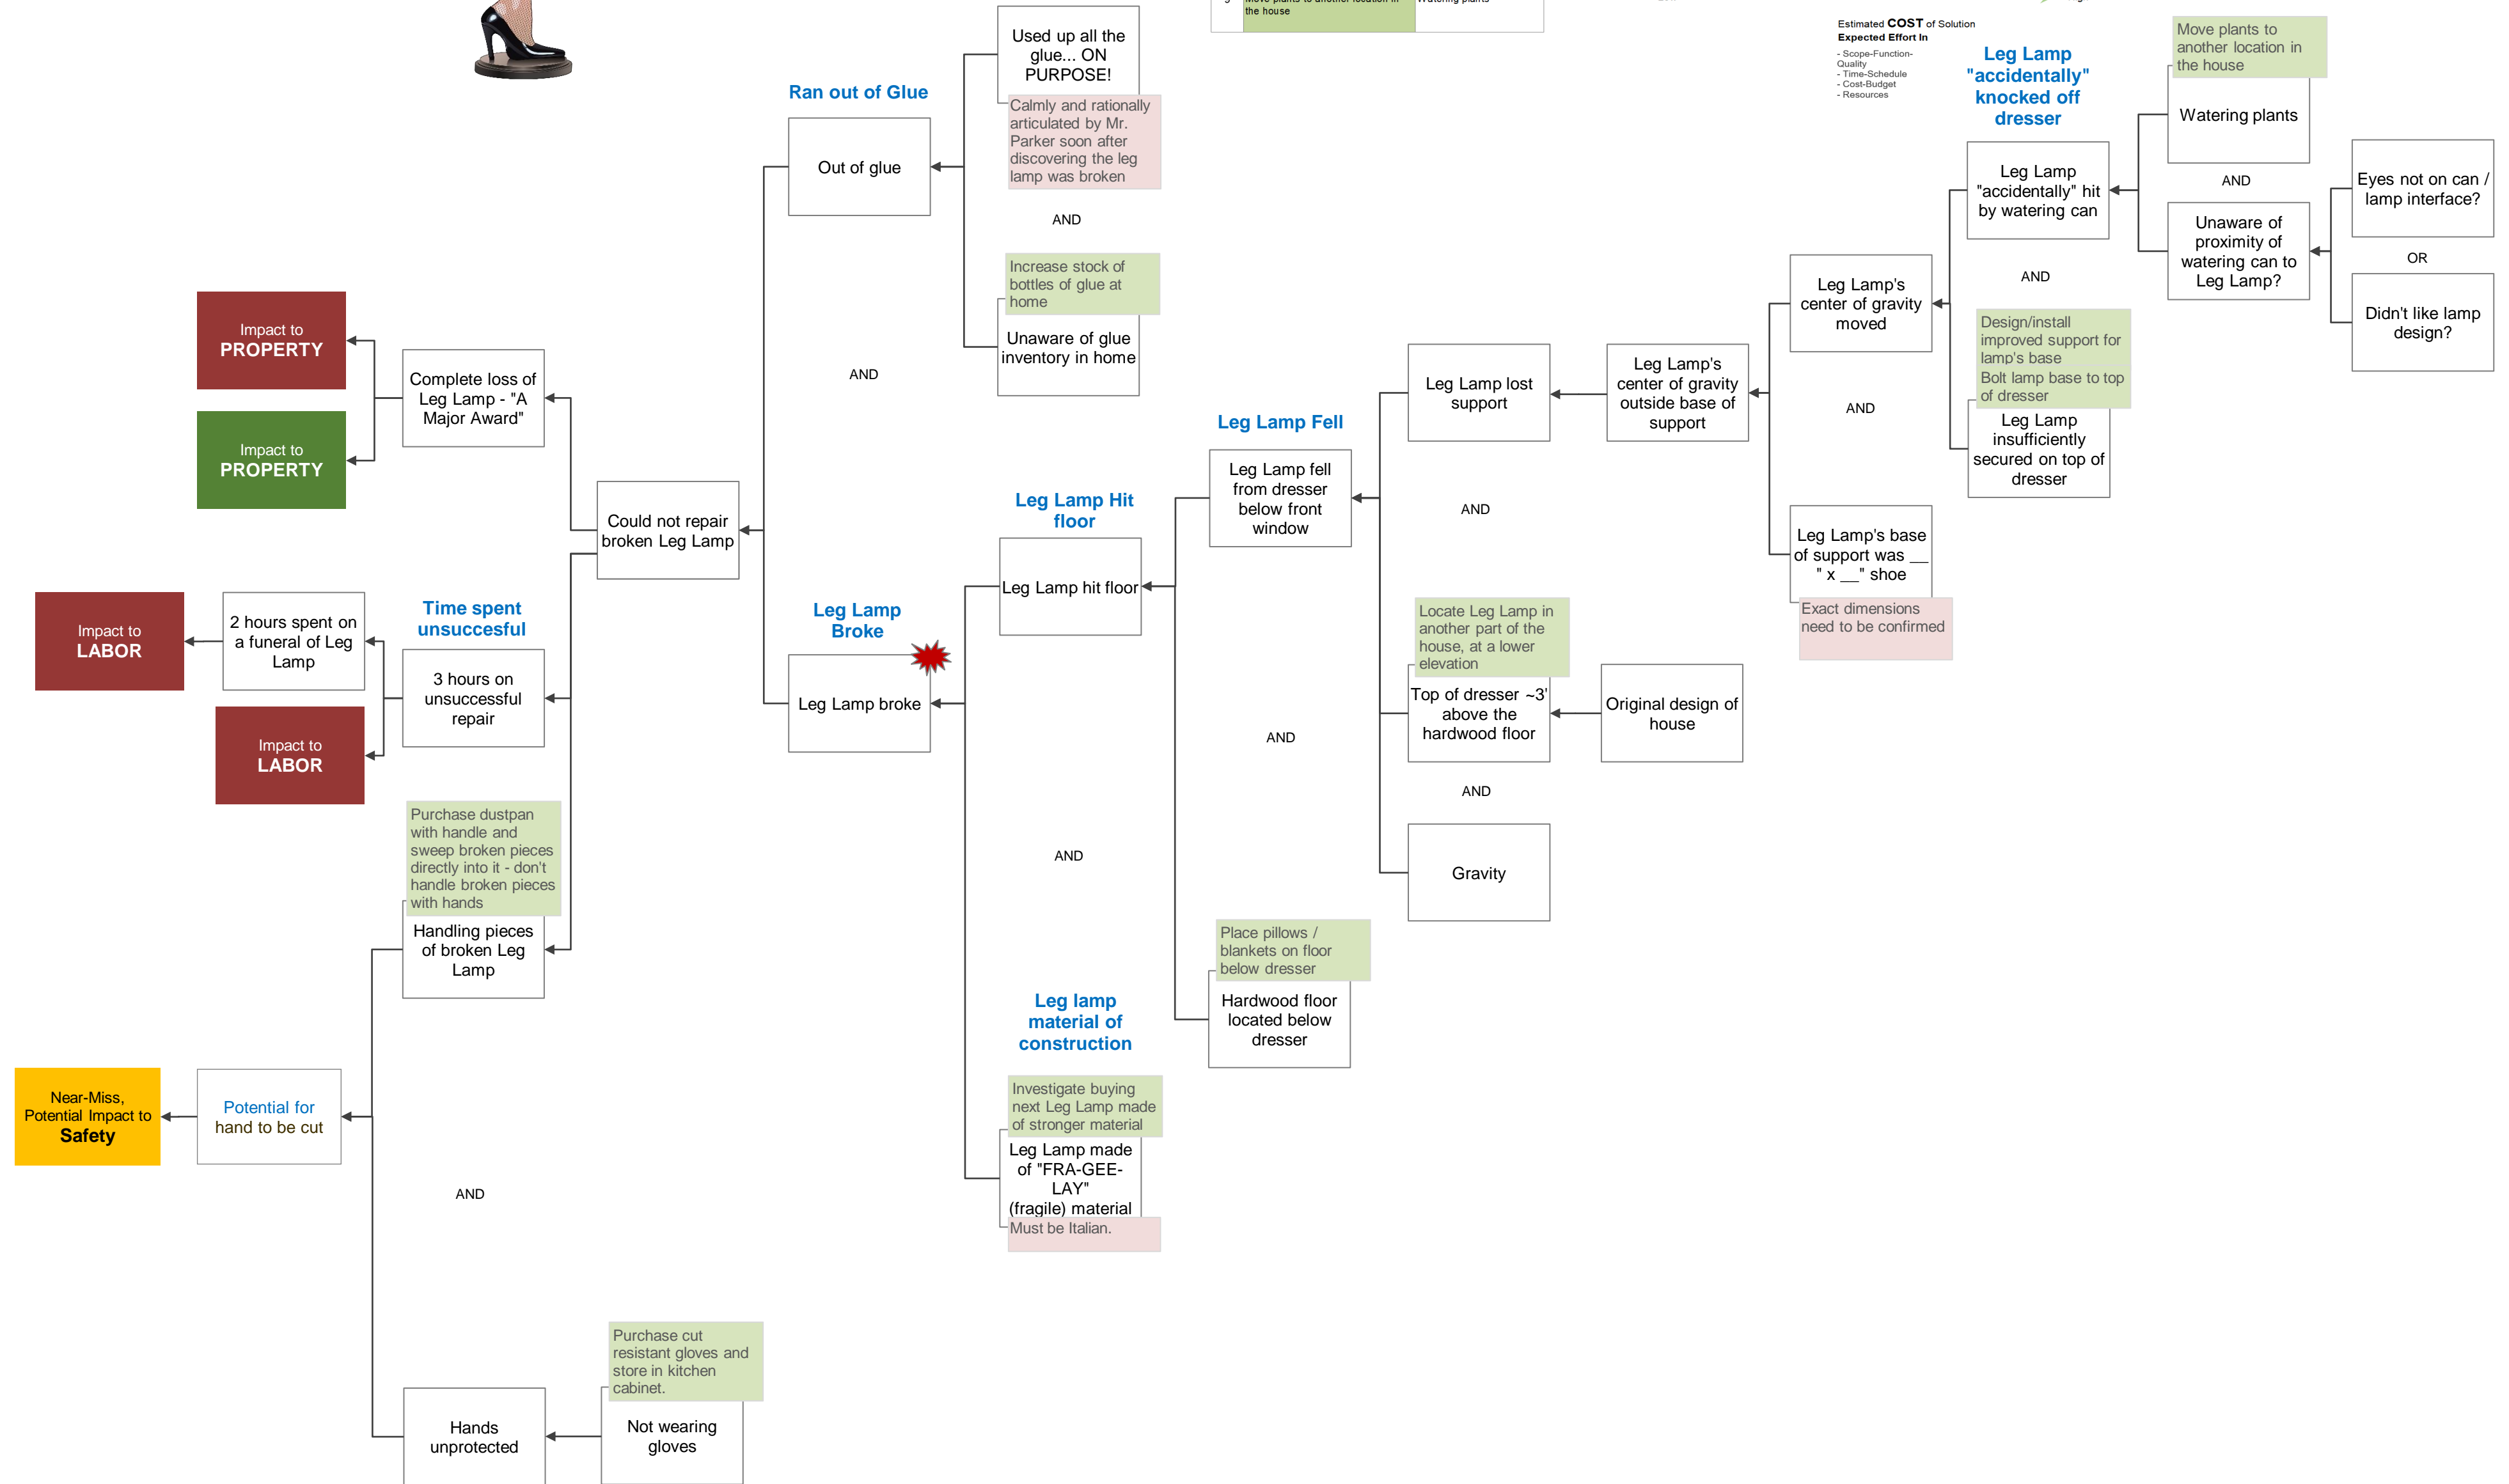 the house
Estimated COST of Solution
Expected Effort In
- Scope-Function-
Quality
- Time-Schedule
- Cost-Budget
- Resources
Used up all the
glue... ON
PURPOSE!
Calmly and rationally
articulated by Mr.
Parker soon after
discovering the leg
lamp was broken
AND
Increase stock of
bottles of glue at
home
Unaware of glue
inventory in home
Ran out of Glue
Out of glue
AND
Leg Lamp
"accidentally"
knocked off
dresser
Leg Lamp
"accidentally" hit
by watering can
AND
Move plants to
another location in
the house
Watering plants
AND
Unaware of
proximity of
watering can to
Leg Lamp?
Eyes not on can /
lamp interface?
OR
Didn't like lamp
design?
Design/install
improved support for
lamp's base
Bolt lamp base to top
of dresser
Leg Lamp
insufficiently
secured on top of
dresser
Leg Lamp's
center of gravity
moved
AND
Leg Lamp's base
of support was __
" x __" shoe
Exact dimensions
need to be confirmed
Leg Lamp's
center of gravity
outside base of
support
Leg Lamp lost
support
AND
Locate Leg Lamp in
another part of the
house, at a lower
elevation
Top of dresser ~3'
above the
hardwood floor
Original design of
house
AND
Gravity
Leg Lamp Fell
Leg Lamp fell
from dresser
below front
window
AND
Place pillows /
blankets on floor
below dresser
Hardwood floor
located below
dresser
Leg Lamp Hit
floor
Leg Lamp hit floor
AND
Leg lamp
material of
construction
Investigate buying
next Leg Lamp made
of stronger material
Leg Lamp made
of "FRA-GEE-
LAY"
(fragile) material
Must be Italian.
Leg Lamp
Broke
Leg Lamp broke
Could not repair
broken Leg Lamp
Impact to
PROPERTY
Impact to
PROPERTY
Complete loss of
Leg Lamp - "A
Major Award"
Impact to
LABOR
2 hours spent on
a funeral of Leg
Lamp
Time spent
unsuccesful
3 hours on
unsuccessful
repair
Impact to
LABOR
Purchase dustpan
with handle and
sweep broken pieces
directly into it - don't
handle broken pieces
with hands
Handling pieces
of broken Leg
Lamp
Near-Miss,
Potential Impact to
Safety
Potential for
hand to be cut
AND
Purchase cut
resistant gloves and
store in kitchen
cabinet.
Not wearing
gloves
Hands
unprotected